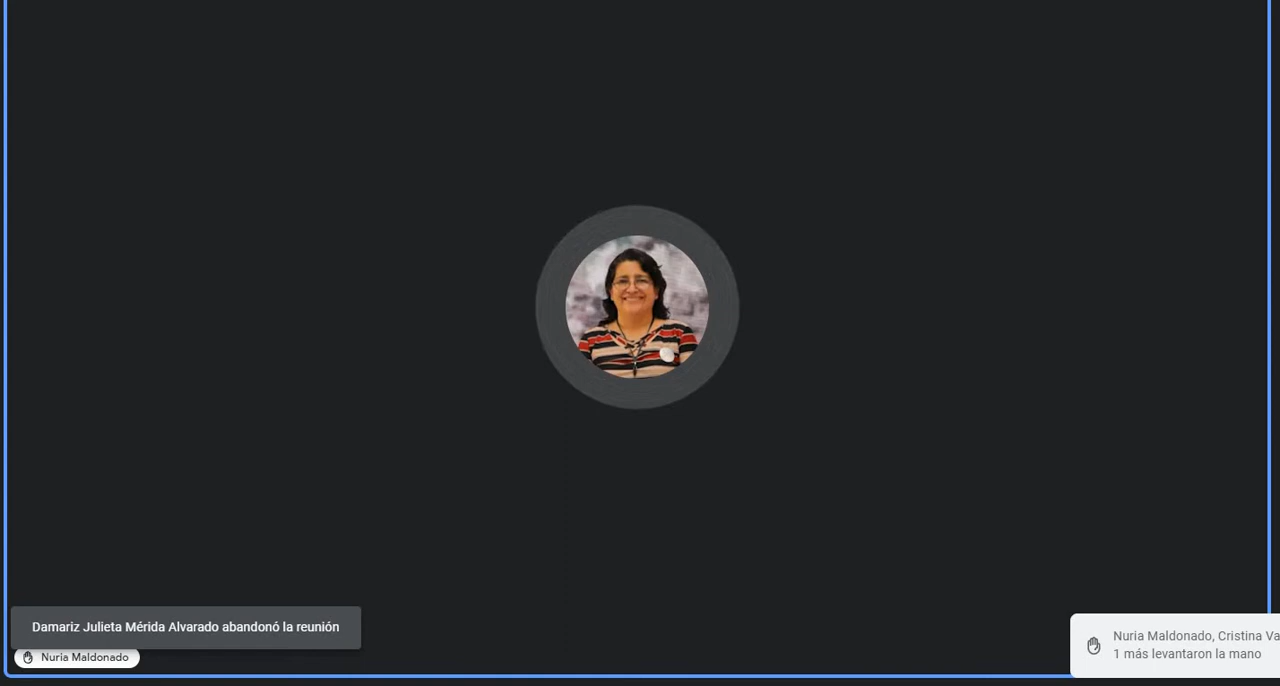 Damariz Julieta Mérida Alvarado abandonó la reunión
Nuria Maldonado
Nuria Maldonado, Cristina Va
1 más levantaron la mano